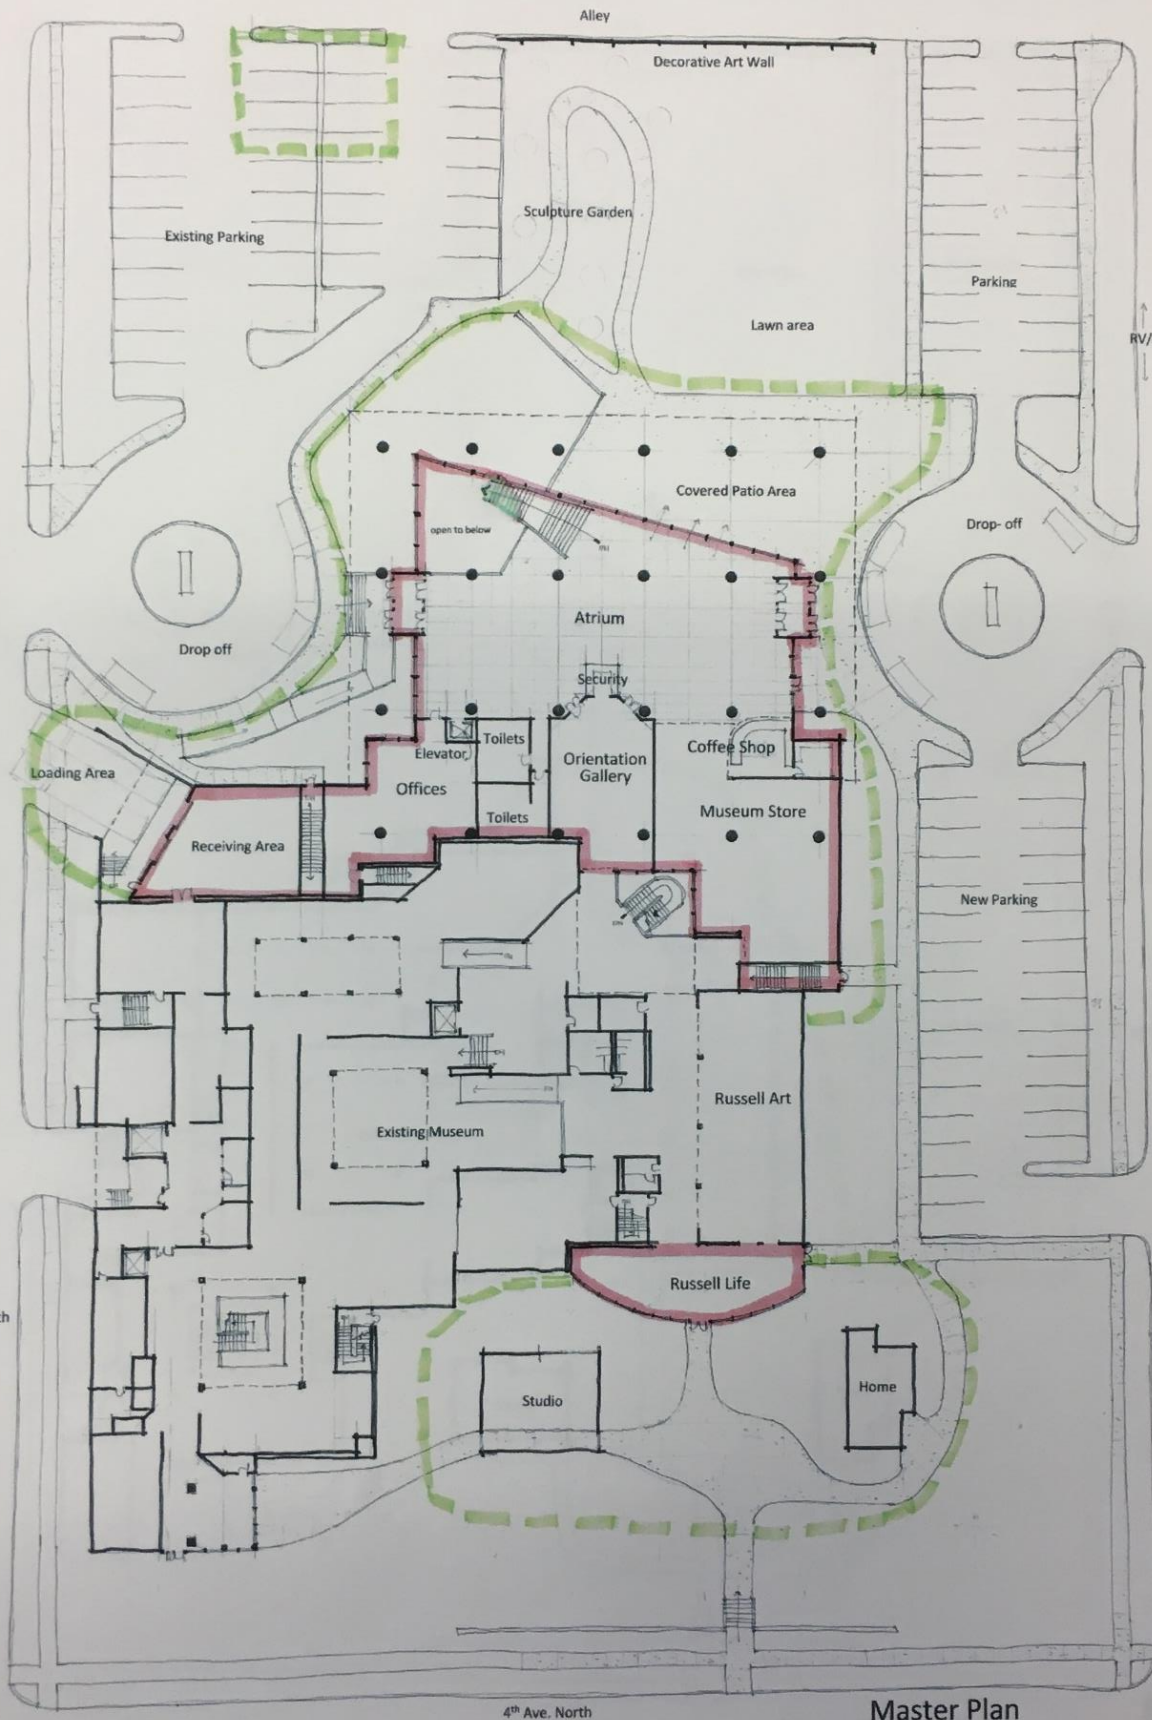 Alley
Decorative Art Wall
Sculpture Garden
Existing Parking
Parking
Lawn area
RV/
Covered Patio Area
open to below
Drop- off
Atrium
Drop off
Security
Toilets
Elevator
Coffee Shop
Orientation
Gallery
Loading Area
Offices
Museum Store
Toilets
Receiving Area
New Parking
Russell Art
Existing Museum
Russell Life
Studio
Home
4th Ave. North
Master Plan